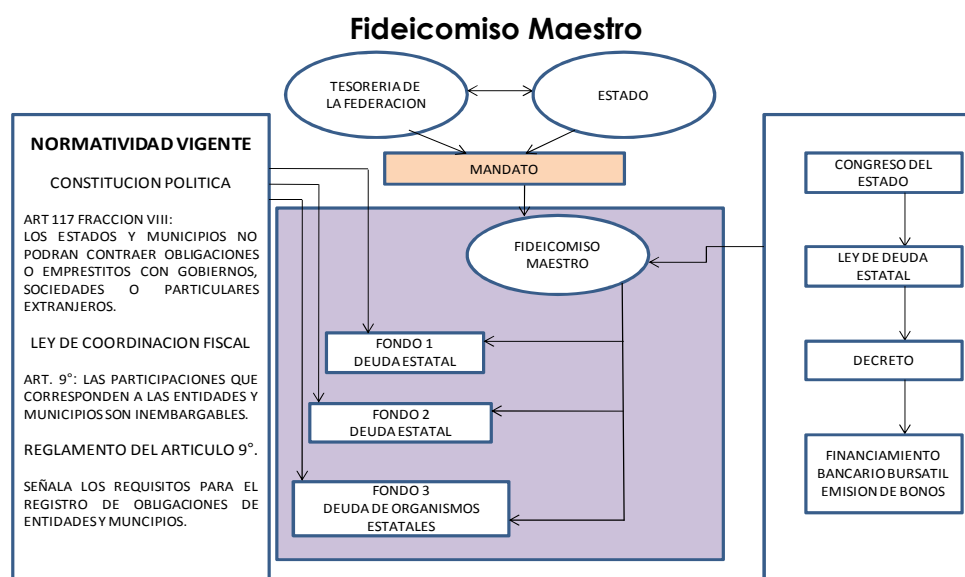 Fideicomiso Maestro
TESORERIA DE
LA FEDERACION
ESTADO
MANDATO
NORMATIVIDAD VIGENTE
CONSTITUCION POLITICA
ART 117 FRACCION VIII:
LOS ESTADOS Y MUNICIPIOS NO
PODRAN CONTRAER OBLIGACIONES
O EMPRESTITOS CON GOBIERNOS,
SOCIEDADES O PARTICULARES
EXTRANJEROS.
LEY DE COORDINACION FISCAL
ART. 9°: LAS PARTICIPACIONES QUE
CORRESPONDEN A LAS ENTIDADES Y
MUNICIPIOS SON INEMBARGABLES.
REGLAMENTO DEL ARTICULO 9°.
SEÑALA LOS REQUISITOS PARA EL
REGISTRO DE OBLIGACIONES DE
ENTIDADES Y MUNCIPIOS.
FIDEICOMISO
MAESTRO
FONDO 1
DEUDA ESTATAL
FONDO 2
DEUDA ESTATAL
FONDO 3
DEUDA DE ORGANISMOS
ESTATALES
CONGRESO DEL
ESTADO
LEY DE DEUDA
ESTATAL
DECRETO
FINANCIAMIENTO
BANCARIO BURSATIL
EMISION DE BONOS